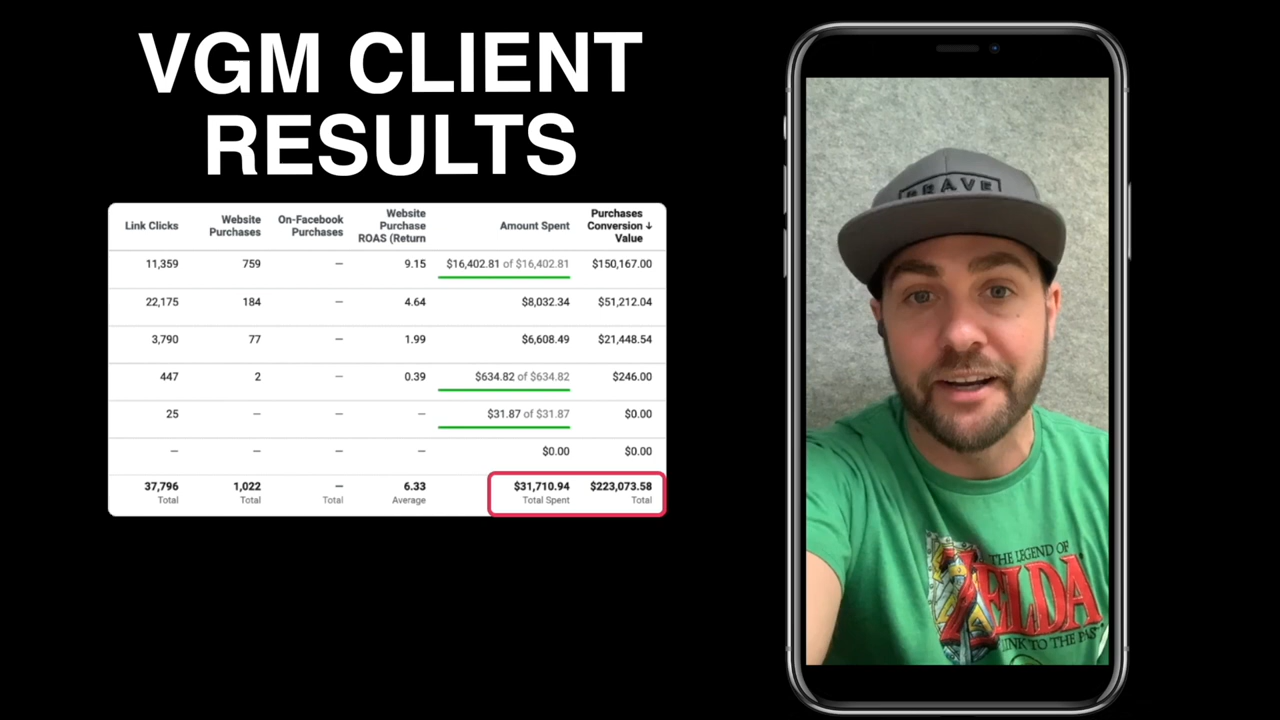 VGM CLIENT
RESULTS
Link Clicks Website Purchases On-Facebook Purchases Website Purchase ROAS (Return Amount Spent Purchases Conversion ↓ Value
11,359 759 — 9.15 $16,402.81 of $16,402.81 $150,167.00
22,175 184 — 4.64 $8,032.34 $51,212.04
3,790 77 — 1.99 $6,608.49 $21,448.54
447 2 — 0.39 $634.82 of $634.82 $246.00
25 — — — $31.87 of $31.87 $0.00
— — — — $0.00 $0.00
37,796 1,022 — 6.33 $31,710.94 $223,073.58
Total Total Total Average Total Spent Total
BRAVE
THE LEGEND OF
ZELDA
LINK TO THE PAST